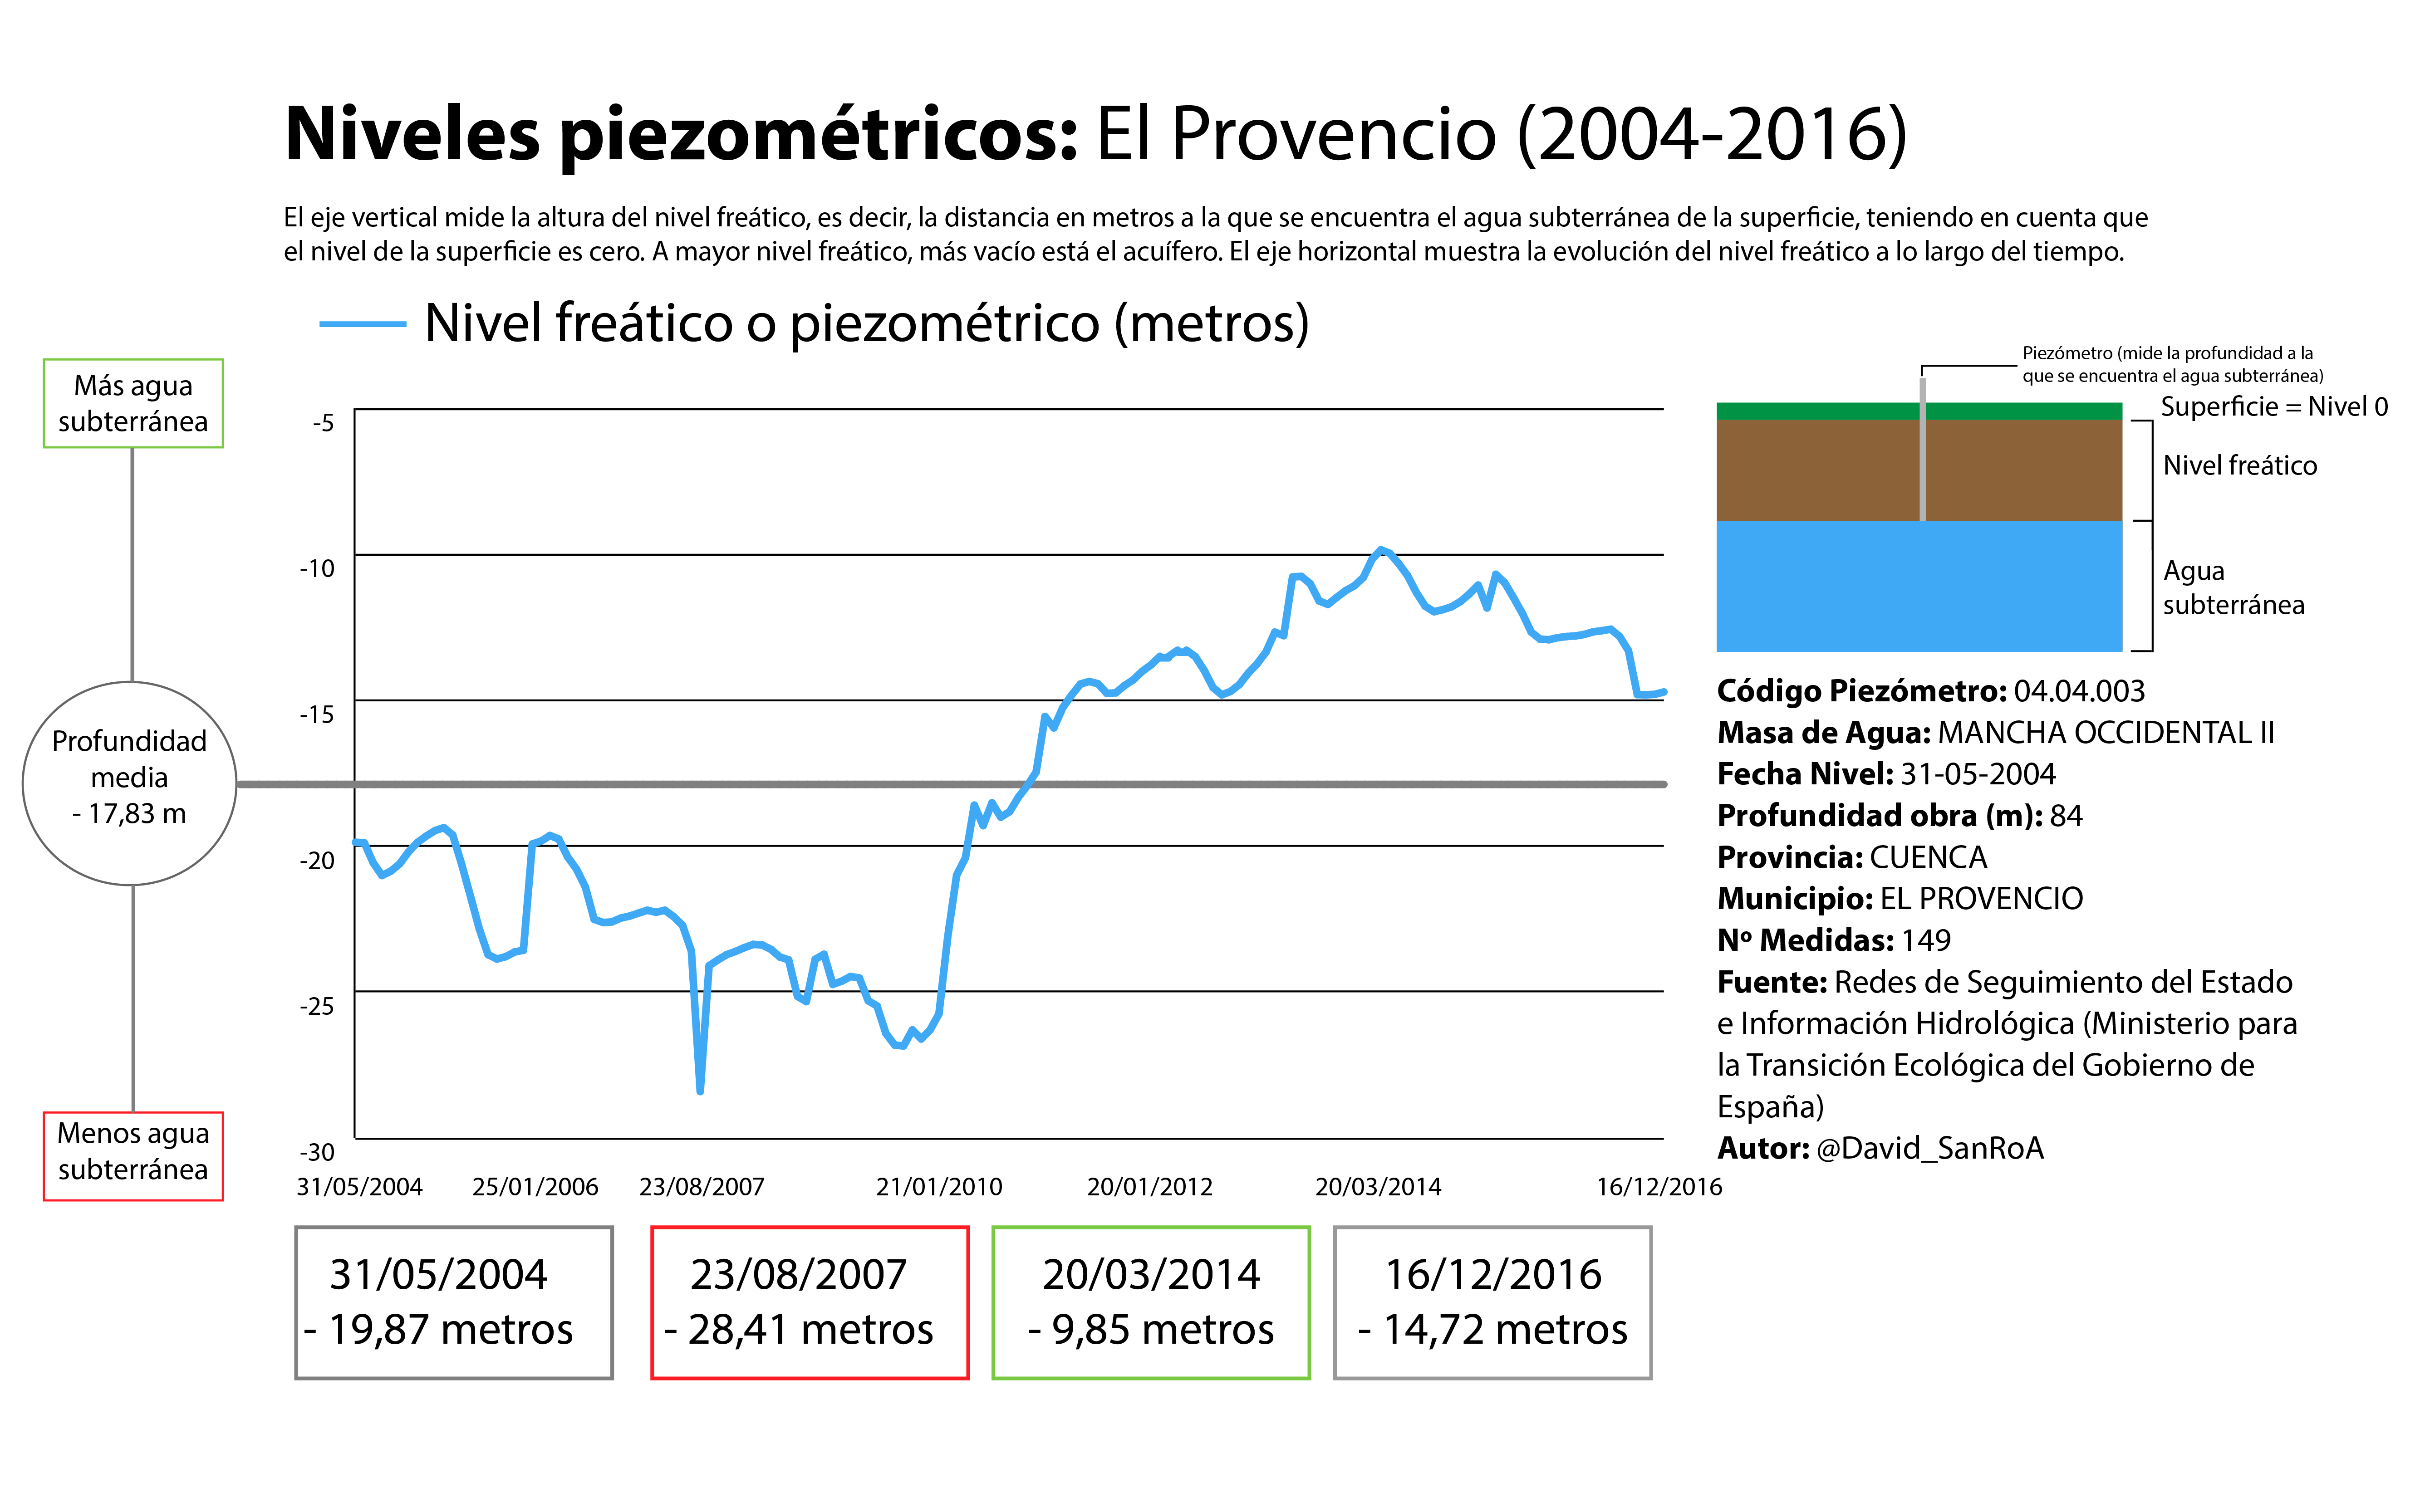 Niveles piezométricos: El Provencio (2004-2016)
El eje vertical mide la altura del nivel freático, es decir, la distancia en metros a la que se encuentra el agua subterránea de la superficie, teniendo en cuenta que
el nivel de la superficie es cero. A mayor nivel freático, más vacío está el acuífero. El eje horizontal muestra la evolución del nivel freático a lo largo del tiempo.
Nivel freático o piezométrico (metros)
Más agua
subterránea
Profundidad
media
- 17,83 m
Menos agua
subterránea
-5
-10
-15
-20
-25
-30
31/05/2004
25/01/2006
23/08/2007
21/01/2010
20/01/2012
20/03/2014
16/12/2016
31/05/2004
- 19,87 metros
23/08/2007
- 28,41 metros
20/03/2014
- 9,85 metros
16/12/2016
- 14,72 metros
Piezómetro (mide la profundidad a la
que se encuentra el agua subterránea)
Superficie = Nivel 0
Nivel freático
Agua
subterránea
Código Piezómetro: 04.04.003
Masa de Agua: MANCHA OCCIDENTAL II
Fecha Nivel: 31-05-2004
Profundidad obra (m): 84
Provincia: CUENCA
Municipio: EL PROVENCIO
Nº Medidas: 149
Fuente: Redes de Seguimiento del Estado
e Información Hidrológica (Ministerio para
la Transición Ecológica del Gobierno de
España)
Autor: @David_SanRoA